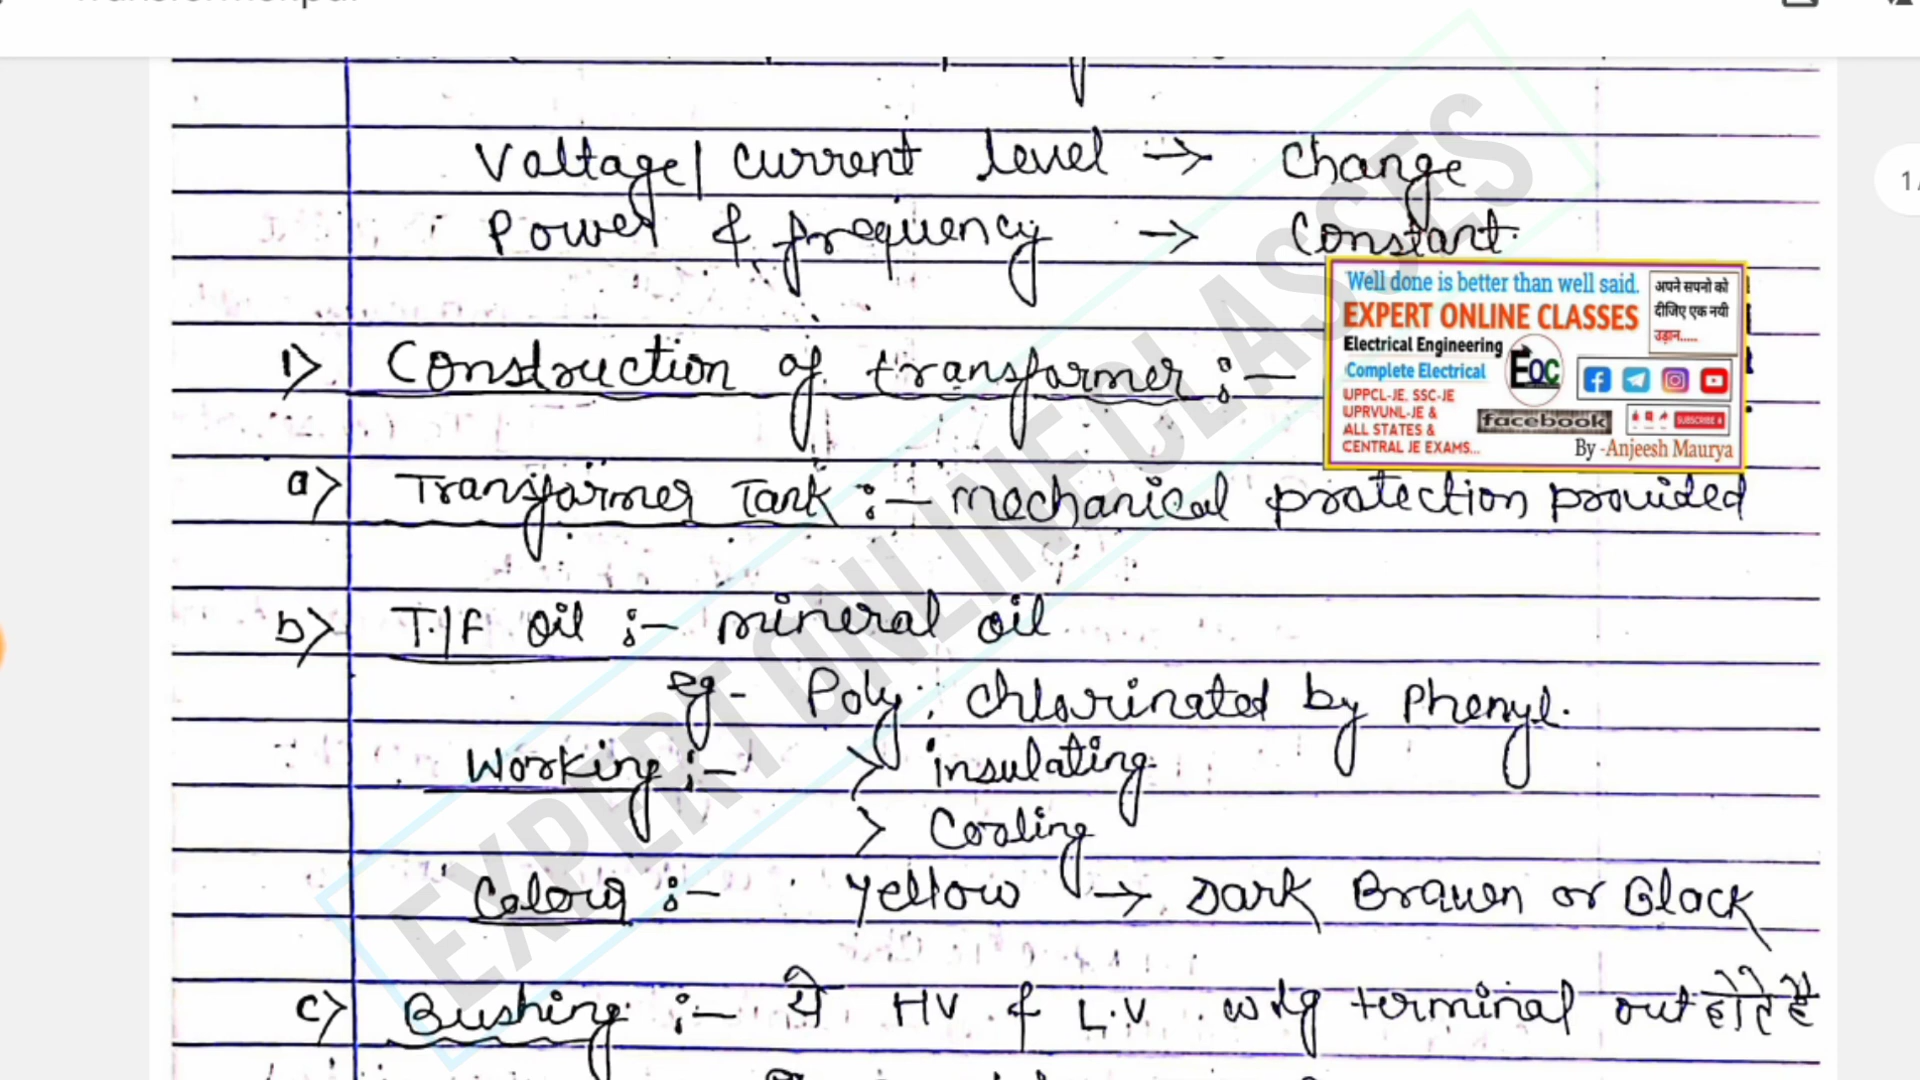 Voltage/current level → Change
Power & frequency → Constant.
Well done is better than well said.
अपने सपनो को
दीजिए एक नयी
उड़ान.....
EXPERT ONLINE CLASSES
Electrical Engineering
Complete Electrical
EOC
UPPCL-JE, SSC-JE
UPRVUNL-JE &
ALL STATES &
CENTRAL JE EXAMS...
facebook
SUBSCRIBE
By -Anjeesh Maurya
1) Construction of transformer :-
a) Transformer Tank :- mechanical protection provided
b) T/F oil :- mineral oil
eg- Poly. chlorinated by Phenyl.
Working :- > insulating
> Cooling
Colour :- Yellow → Dark Brown or Black
c) Bushing :- ये HV & L.V. wdg terminal out होते है
EXPERT ONLINE CLASSES